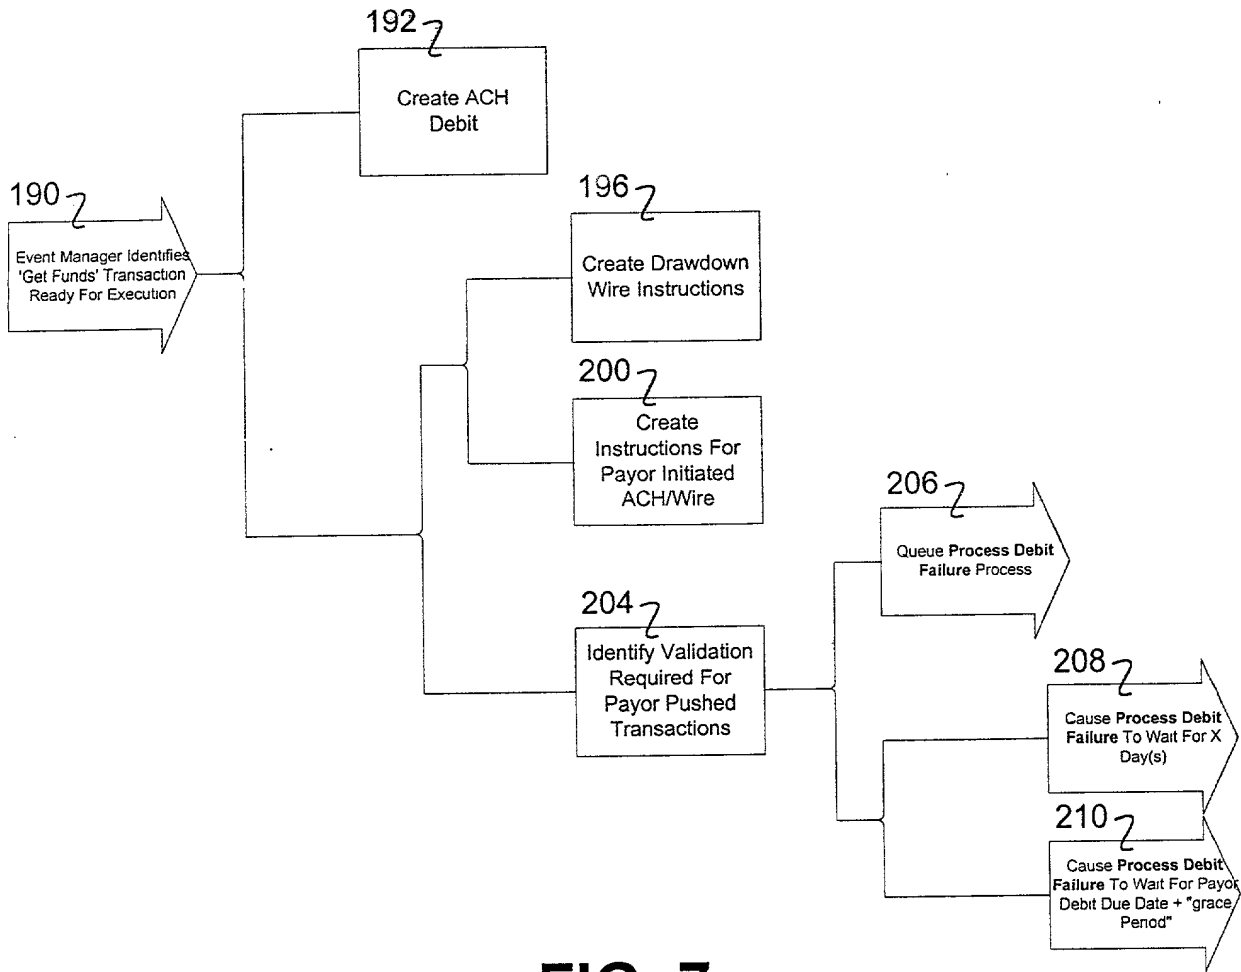 192
Create ACH
Debit
190
Event Manager Identifies
'Get Funds' Transaction
Ready For Execution
196
Create Drawdown
Wire Instructions
200
Create
Instructions For
Payor Initiated
ACH/Wire
206
Queue Process Debit
Failure Process
204
Identify Validation
Required For
Payor Pushed
Transactions
208
Cause Process Debit
Failure To Wait For X
Day(s)
210
Cause Process Debit
Failure To Wait For Payor
Debit Due Date + "grace
Period"
FIG. 7